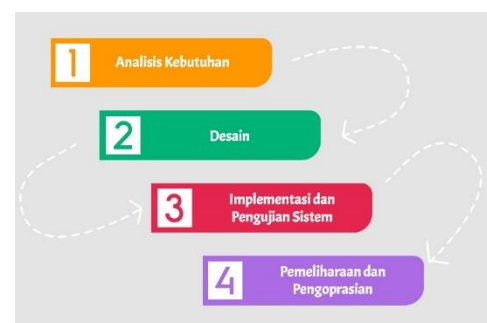 1
Analisis Kebutuhan
2
Desain
3
Implementasi dan
Pengujian Sistem
4
Pemeliharaan dan
Pengoprasian